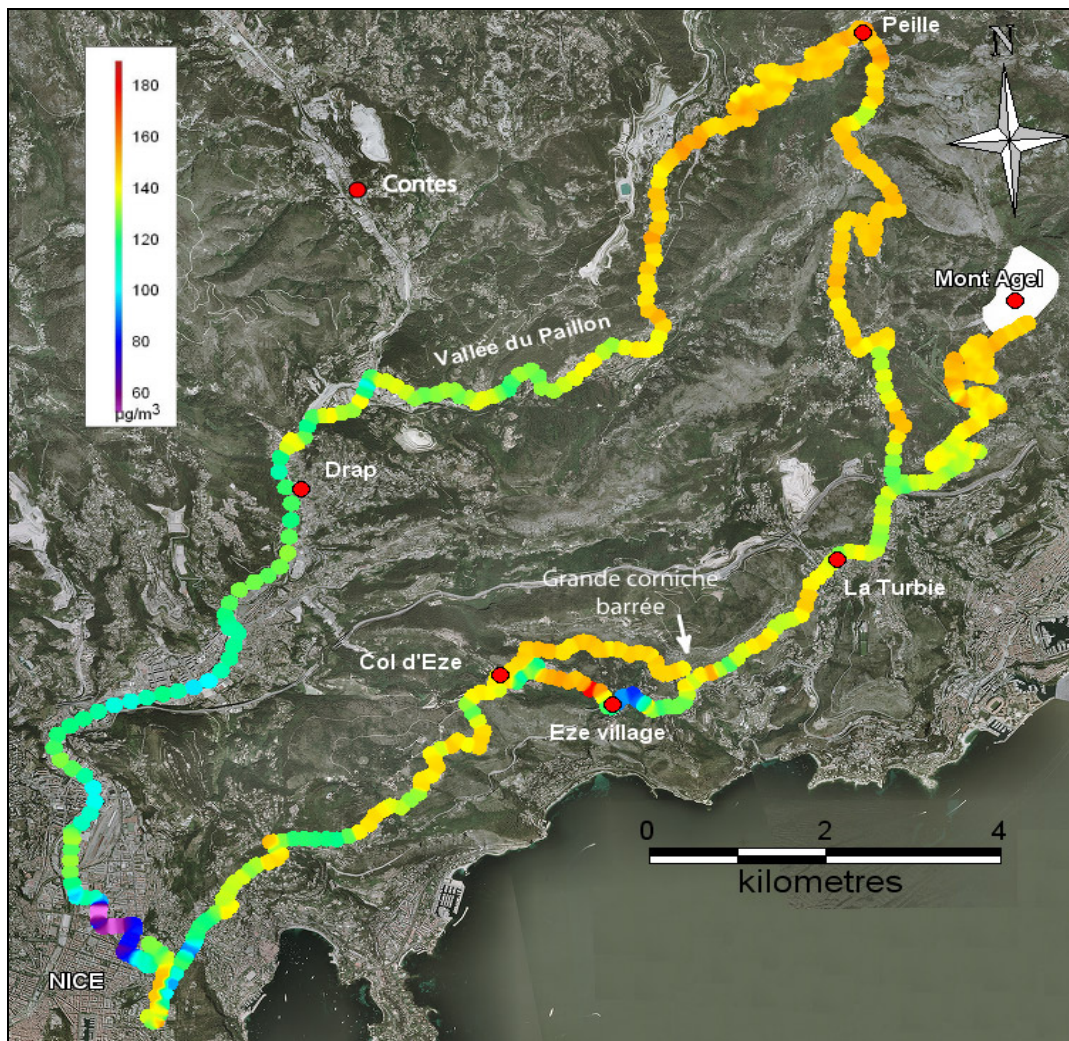 Peille
N
180
160
140
120
100
80
60
µg/m³
Contes
Mont Agel
Vallée du Paillon
Drap
Grande corniche
barrée
La Turbie
Col d'Eze
Eze village
0 2 4
kilometres
NICE